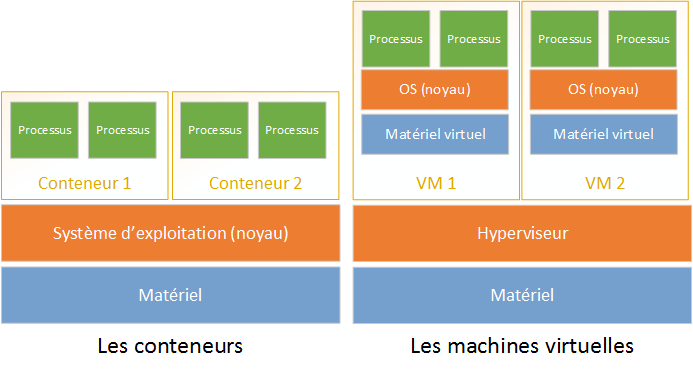 Processus Processus Processus Processus
OS (noyau) OS (noyau)
Processus Processus Processus Processus Matériel virtuel Matériel virtuel
Conteneur 1 Conteneur 2 VM 1 VM 2
Système d’exploitation (noyau) Hyperviseur
Matériel Matériel
Les conteneurs Les machines virtuelles